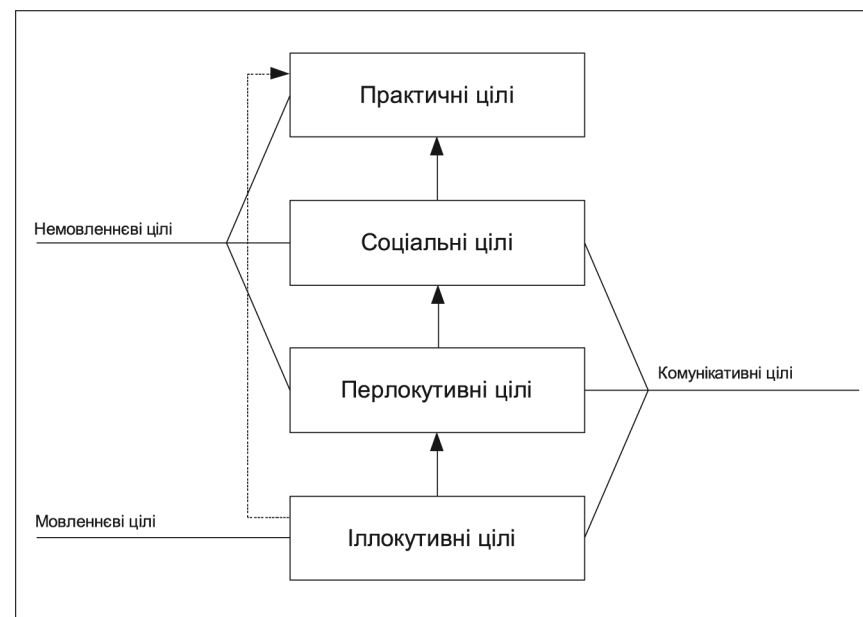 Практичні цілі
Немовленнєві цілі
Соціальні цілі
Перлокутивні цілі
Комунікативні цілі
Мовленнєві цілі
Іллокутивні цілі